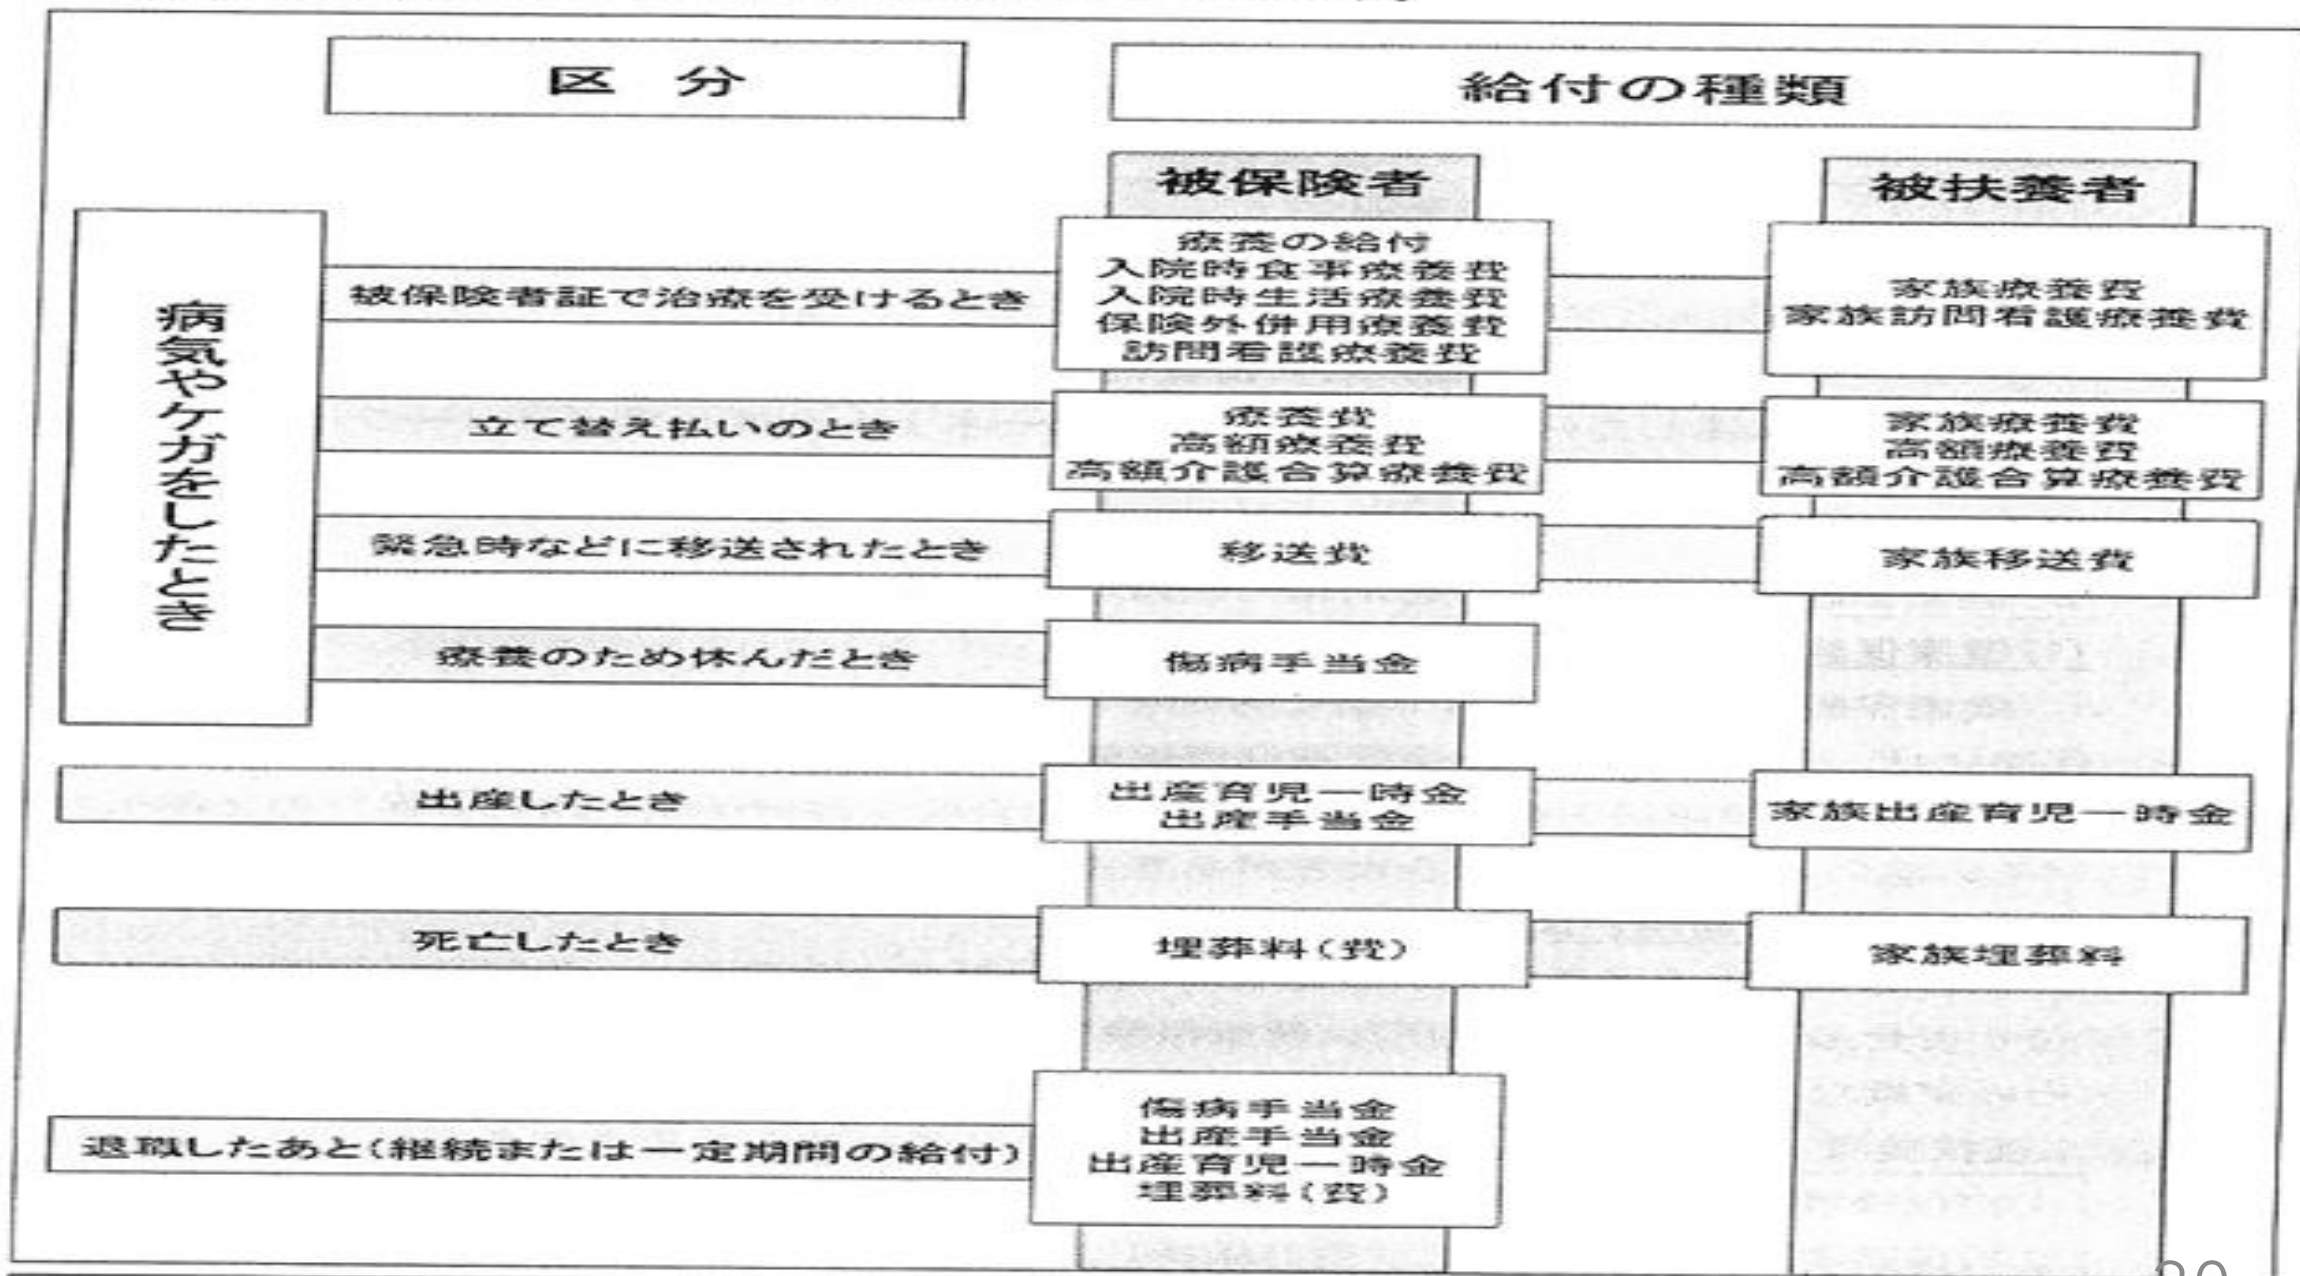 区 分
給付の種類
被保険者
被扶養者
病気やケガをしたとき
被保険者証で治療を受けるとき
療養の給付
入院時食事療養費
入院時生活療養費
保険外併用療養費
訪問看護療養費
家族療養費
家族訪問看護療養費
立て替え払いのとき
療養費
高額療養費
高額介護合算療養費
家族療養費
高額療養費
高額介護合算療養費
緊急時などに移送されたとき
移送費
家族移送費
療養のため休んだとき
傷病手当金
出産したとき
出産育児一時金
出産手当金
家族出産育児一時金
死亡したとき
埋葬料(費)
家族埋葬料
退職したあと(継続または一定期間の給付)
傷病手当金
出産手当金
出産育児一時金
埋葬料(費)